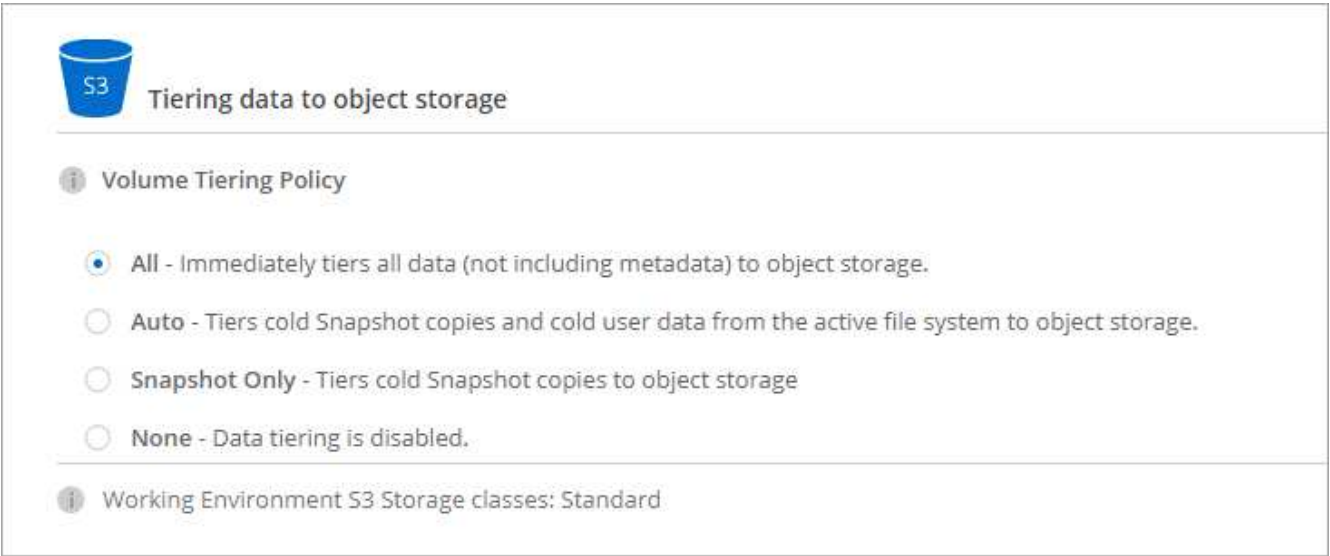 S3
Tiering data to object storage
Volume Tiering Policy
All - Immediately tiers all data (not including metadata) to object storage.
Auto - Tiers cold Snapshot copies and cold user data from the active file system to object storage.
Snapshot Only - Tiers cold Snapshot copies to object storage
None - Data tiering is disabled.
Working Environment S3 Storage classes: Standard